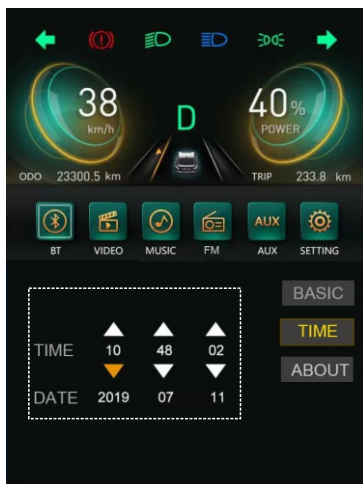 38
km/h
D
40%
POWER
ODO 23300.5 km
TRIP 233.8 km
AUX
BT VIDEO MUSIC FM AUX SETTING
BASIC
TIME
ABOUT
TIME 10 48 02
DATE 2019 07 11